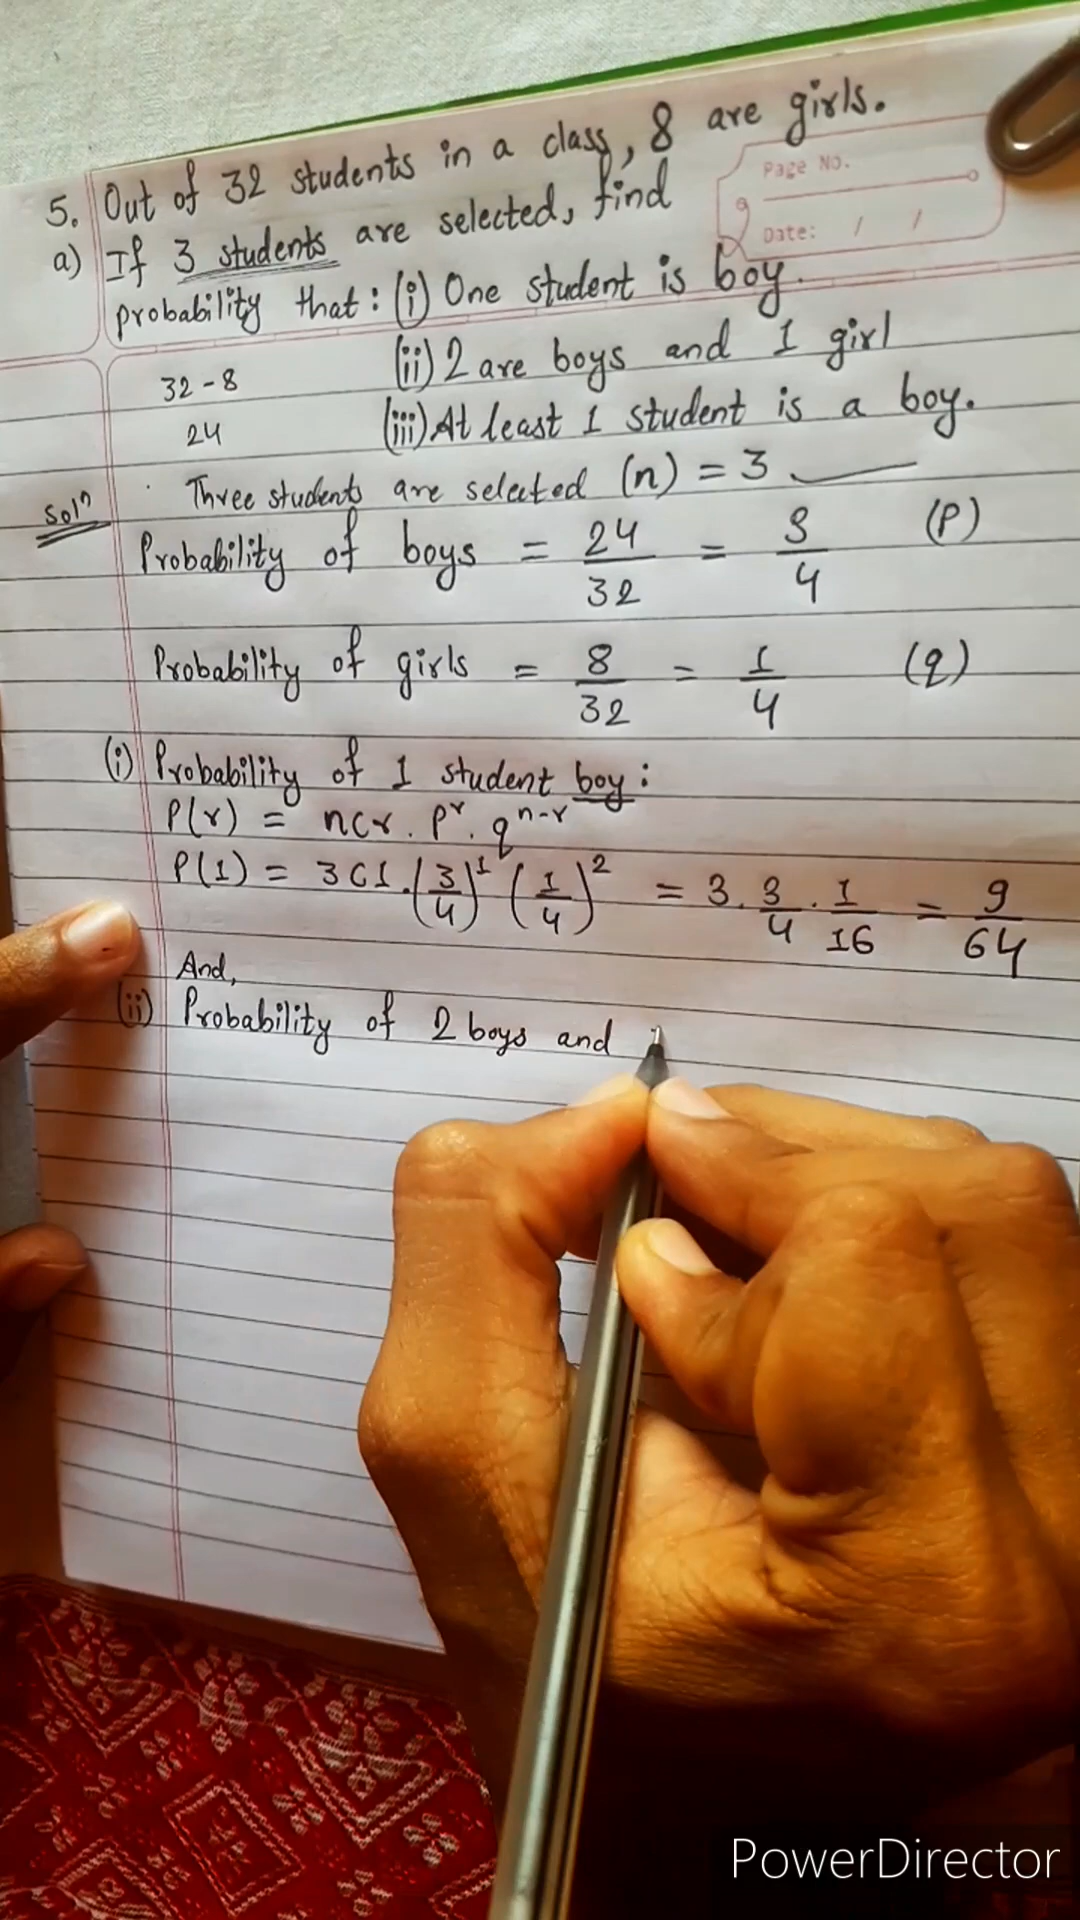 5. Out of 32 students in a class, 8 are girls.
Page No.
a) If 3 students are selected, find
Date: / /
probability that : (i) One student is boy.
32 - 8 (ii) 2 are boys and 1 girl
24 (iii) At least 1 student is a boy.
Solⁿ Three students are selected (n) = 3
Probability of boys = 24/32 = 3/4 (P)
Probability of girls = 8/32 = 1/4 (q)
(i) Probability of 1 student boy :
P(r) = ncr . pʳ . qⁿ⁻ʳ
P(1) = 3C1 . (3/4)¹ (1/4)² = 3 . 3/4 . 1/16 = 9/64
And,
(ii) Probability of 2 boys and
PowerDirector